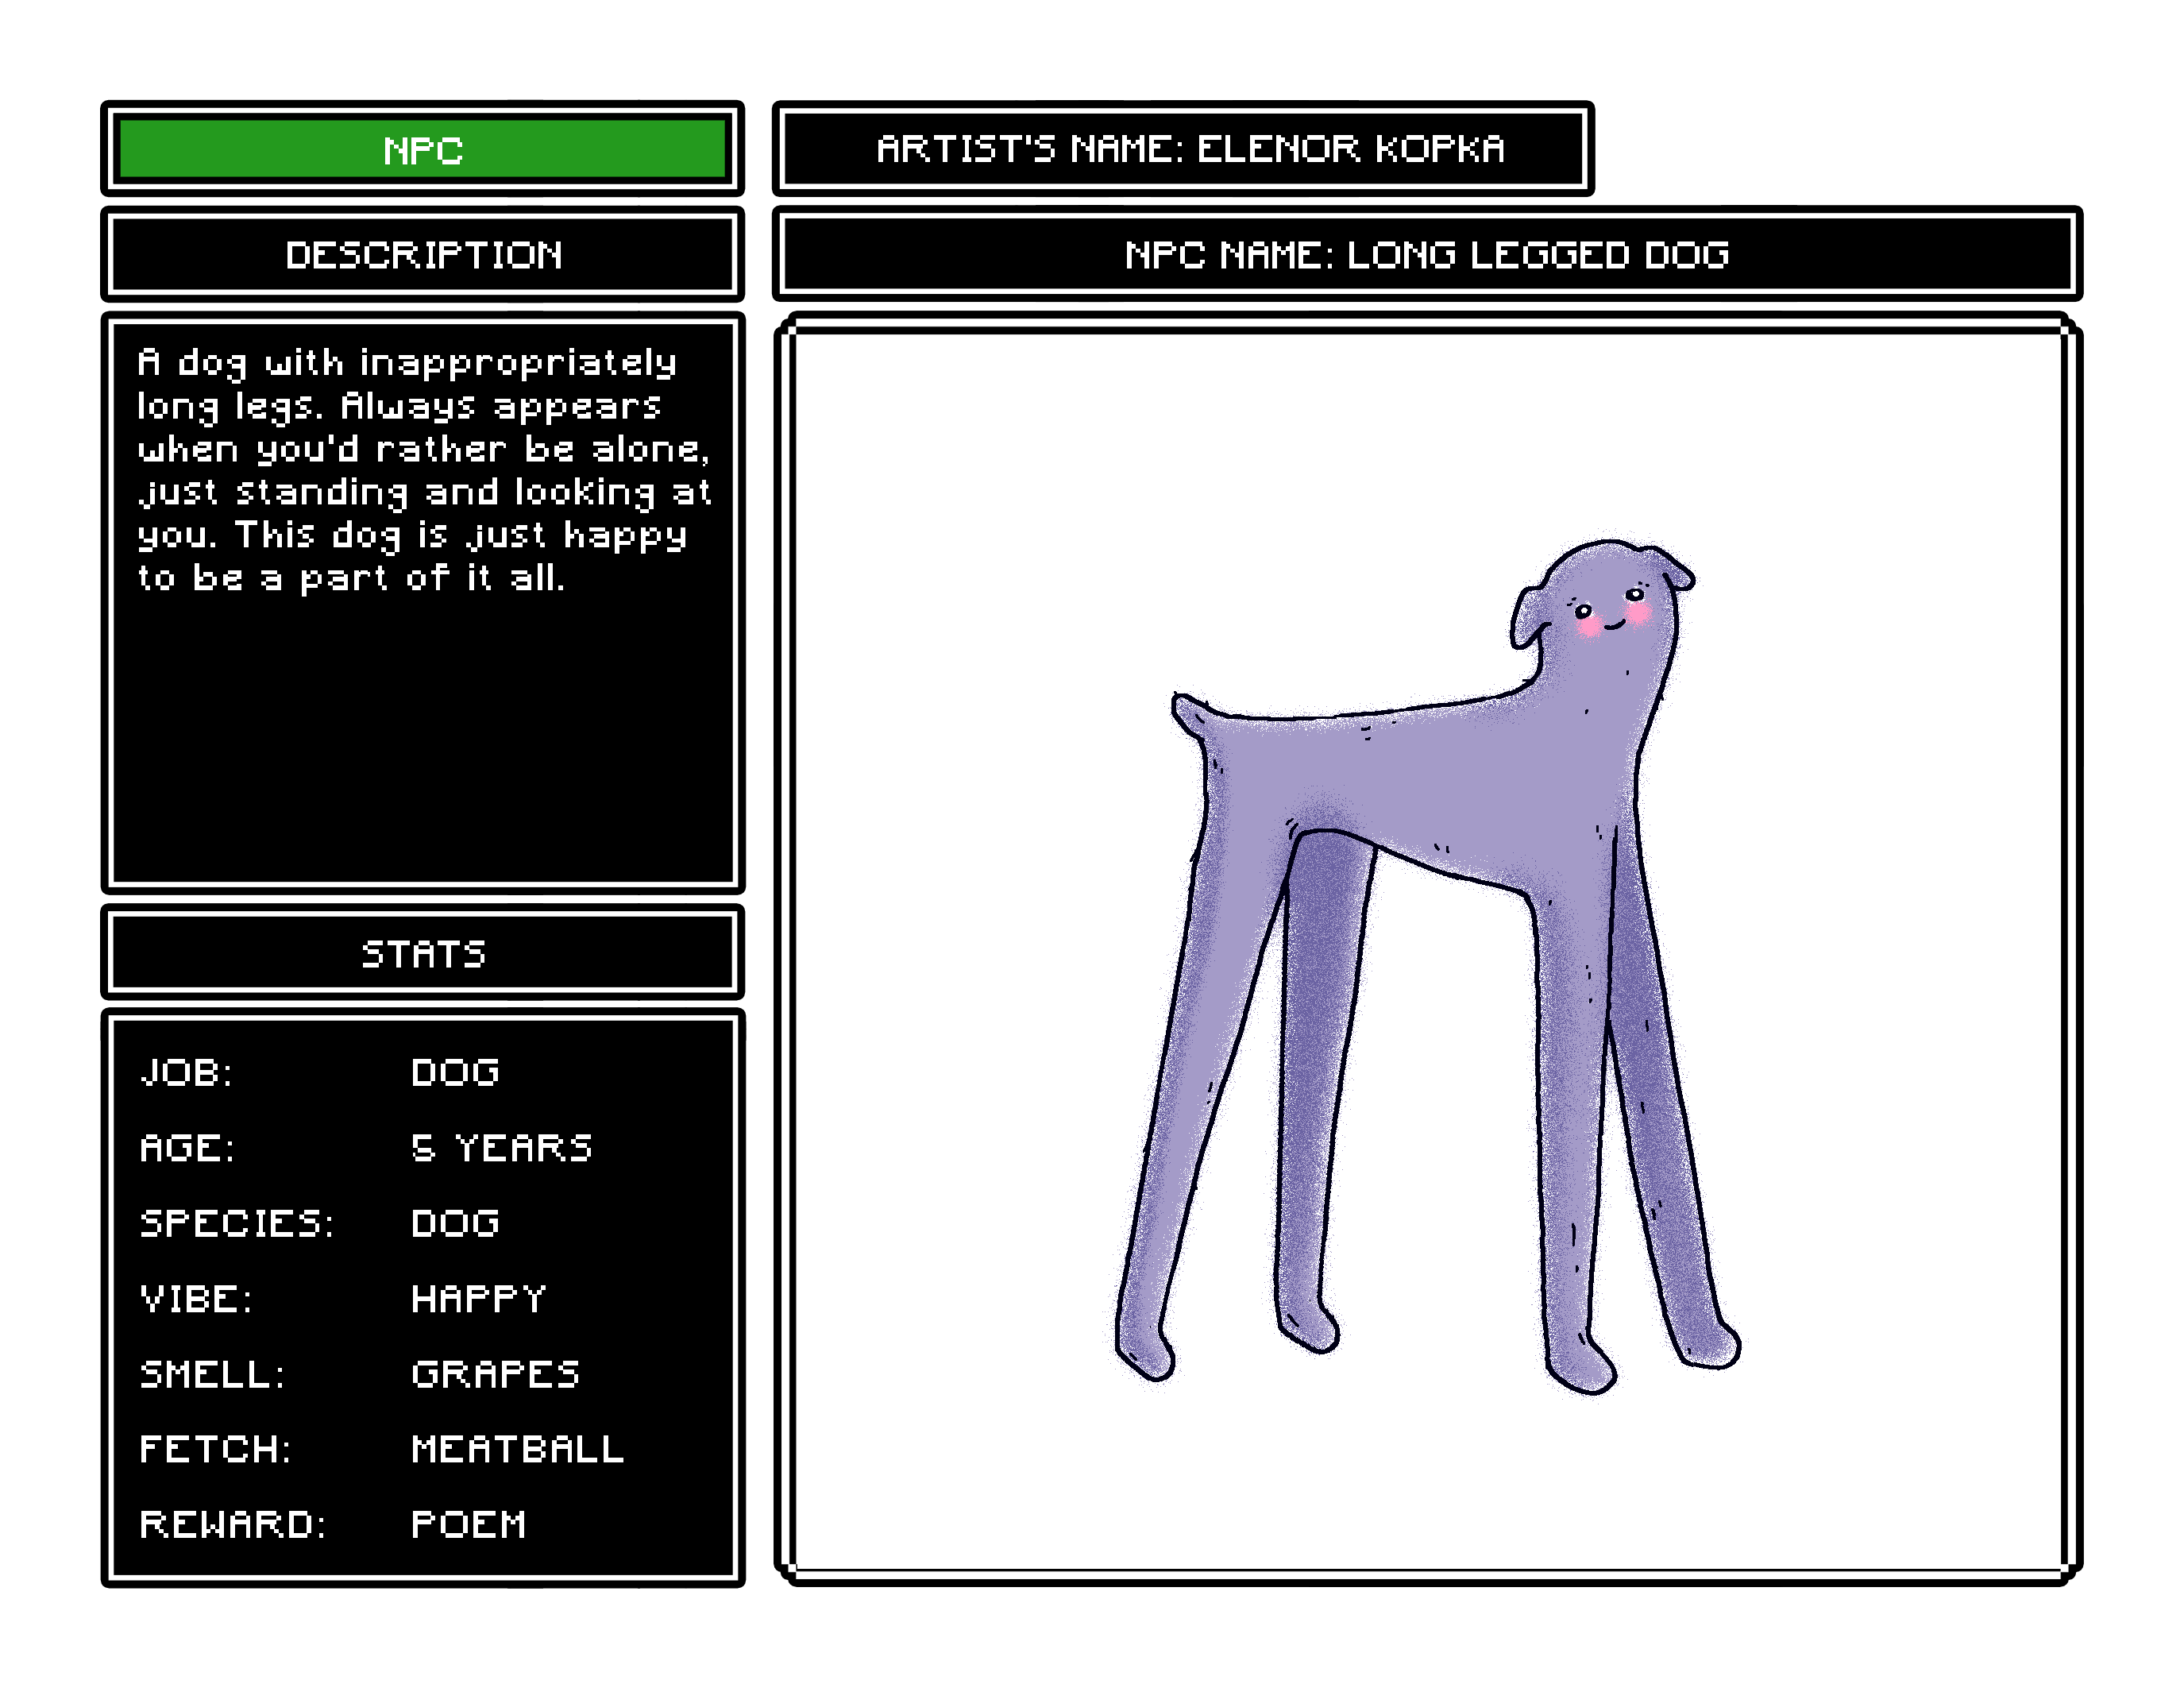 NPC
ARTIST'S NAME: ELENOR KOPKA
DESCRIPTION
NPC NAME: LONG LEGGED DOG
A dog with inappropriately
long legs. Always appears
when you'd rather be alone,
just standing and looking at
you. This dog is just happy
to be a part of it all.
STATS
JOB: DOG
AGE: 5 YEARS
SPECIES: DOG
VIBE: HAPPY
SMELL: GRAPES
FETCH: MEATBALL
REWARD: POEM